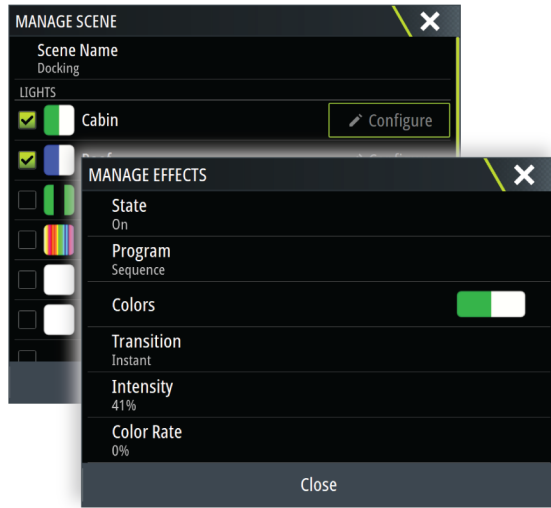 MANAGE SCENE
Scene Name
Docking
LIGHTS
Cabin
Configure
MANAGE EFFECTS
State
On
Program
Sequence
Colors
Transition
Instant
Intensity
41%
Color Rate
0%
Close